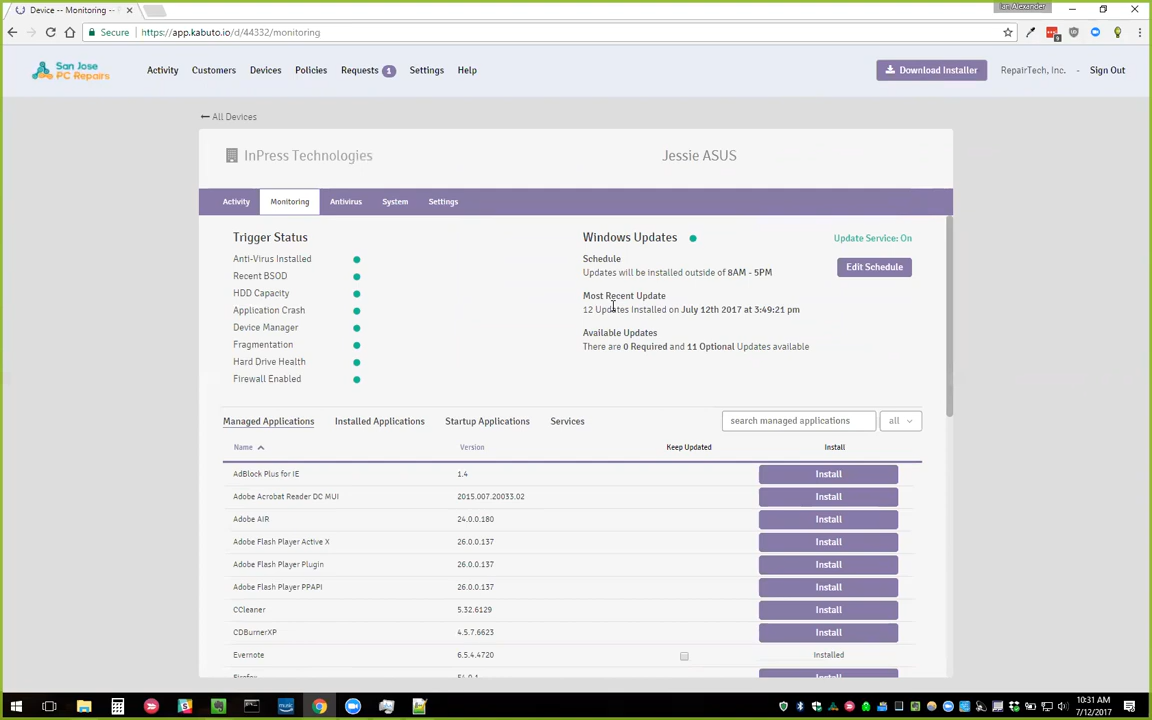 Device -- Monitoring --
Ian Alexander
Secure
https://app.kabuto.io/d/44332/monitoring
San Jose
PC Repairs
Activity
Customers
Devices
Policies
Requests 1
Settings
Help
Download Installer
RepairTech, Inc.
-
Sign Out
All Devices
InPress Technologies
Jessie ASUS
Activity
Monitoring
Antivirus
System
Settings
Trigger Status
Anti-Virus Installed
Recent BSOD
HDD Capacity
Application Crash
Device Manager
Fragmentation
Hard Drive Health
Firewall Enabled
Windows Updates
Update Service: On
Schedule
Updates will be installed outside of 8AM - 5PM
Edit Schedule
Most Recent Update
12 Updates Installed on July 12th 2017 at 3:49:21 pm
Available Updates
There are 0 Required and 11 Optional Updates available
Managed Applications
Installed Applications
Startup Applications
Services
search managed applications
all
Name Version Keep Updated Install
AdBlock Plus for IE 1.4 Install
Adobe Acrobat Reader DC MUI 2015.007.20033.02 Install
Adobe AIR 24.0.0.180 Install
Adobe Flash Player Active X 26.0.0.137 Install
Adobe Flash Player Plugin 26.0.0.137 Install
Adobe Flash Player PPAPI 26.0.0.137 Install
CCleaner 5.32.6129 Install
CDBurnerXP 4.5.7.6623 Install
Evernote 6.5.4.4720 Installed
Firefox 54.0.1 Install
music
10:31 AM
7/12/2017